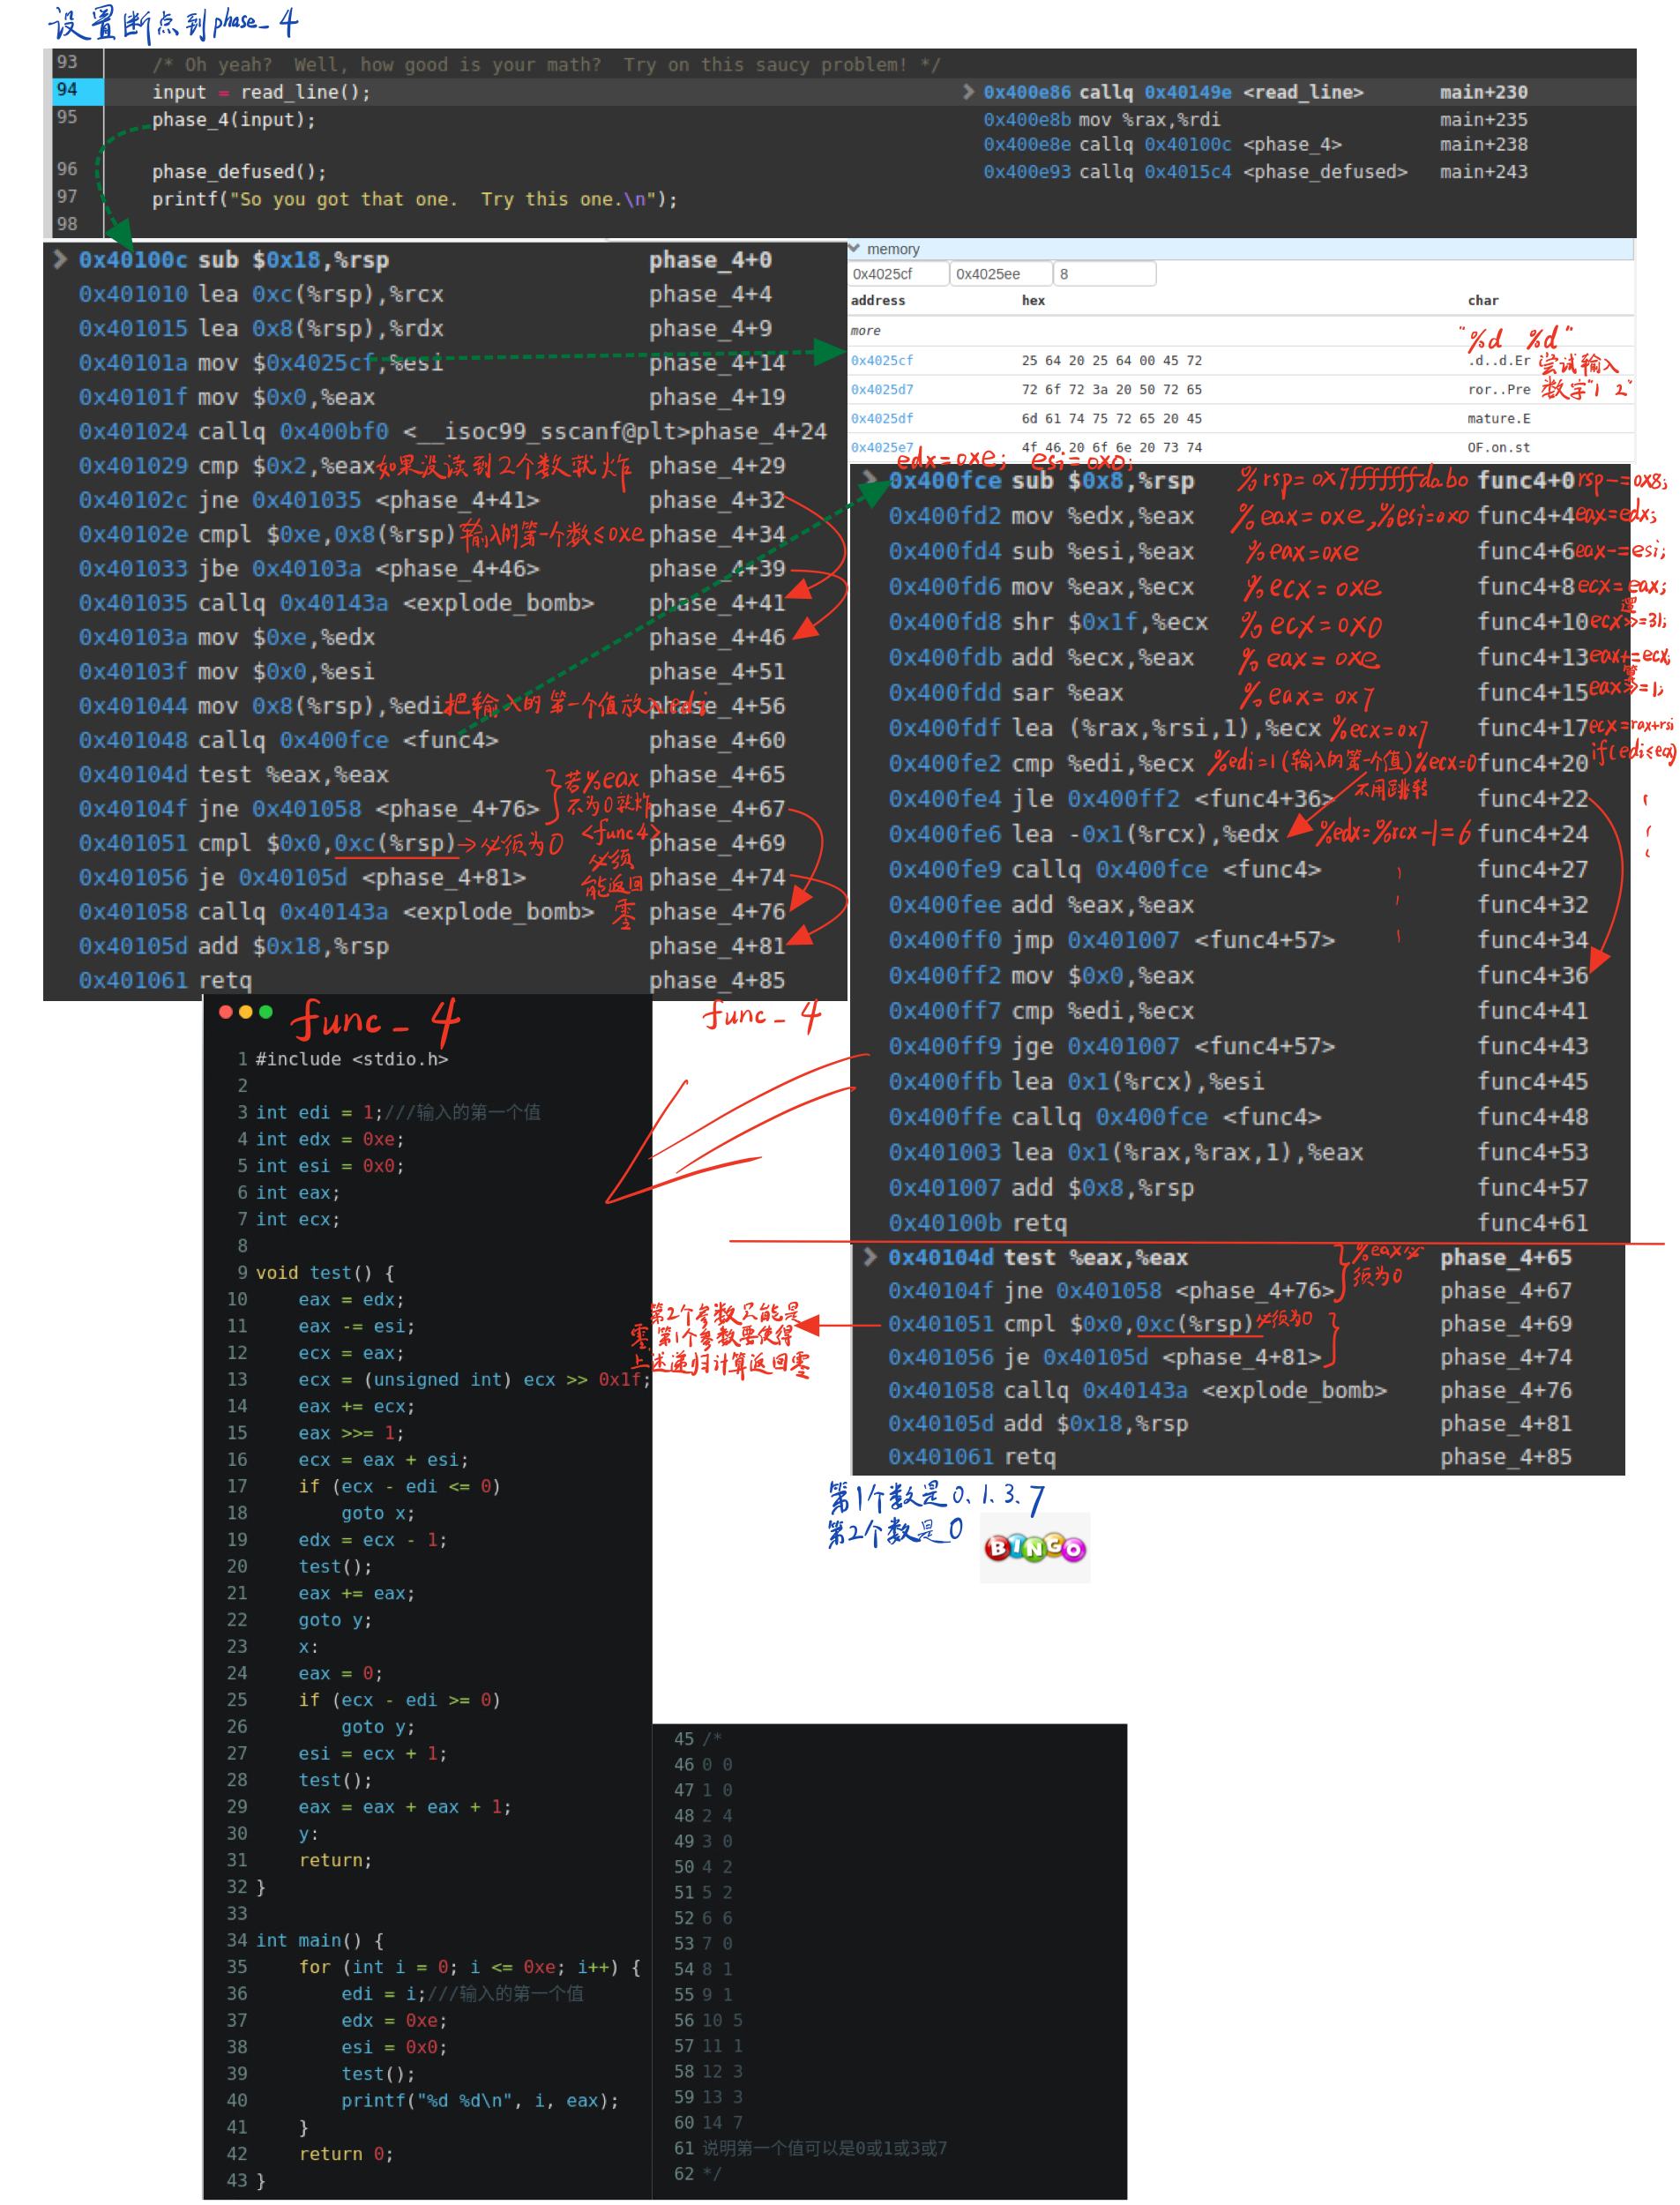 设置断点到phase_4
93 /* Oh yeah?  Well, how good is your math?  Try on this saucy problem! */
94 input = read_line();
0x400e86 callq 0x40149e <read_line> main+230
95 phase_4(input);
0x400e8b mov %rax,%rdi main+235
0x400e8e callq 0x40100c <phase_4> main+238
96 phase_defused();
0x400e93 callq 0x4015c4 <phase_defused> main+243
97 printf("So you got that one.  Try this one.\n");
98
0x40100c sub $0x18,%rsp phase_4+0
0x401010 lea 0xc(%rsp),%rcx phase_4+4
0x401015 lea 0x8(%rsp),%rdx phase_4+9
0x40101a mov $0x4025cf,%esi phase_4+14
0x40101f mov $0x0,%eax phase_4+19
0x401024 callq 0x400bf0 <__isoc99_sscanf@plt>phase_4+24
0x401029 cmp $0x2,%eax 如果没读到2个数就炸 phase_4+29
0x40102c jne 0x401035 <phase_4+41> phase_4+32
0x40102e cmpl $0xe,0x8(%rsp) 输入的第一个数≤0xe phase_4+34
0x401033 jbe 0x40103a <phase_4+46> phase_4+39
0x401035 callq 0x40143a <explode_bomb> phase_4+41
0x40103a mov $0xe,%edx phase_4+46
0x40103f mov $0x0,%esi phase_4+51
0x401044 mov 0x8(%rsp),%edi 把输入的第一个值放入edi phase_4+56
0x401048 callq 0x400fce <func4> phase_4+60
0x40104d test %eax,%eax phase_4+65
若%eax
不为0就炸
0x40104f jne 0x401058 <phase_4+76> phase_4+67
<func4>
必须
能返回
零
0x401051 cmpl $0x0,0xc(%rsp) →必须为0 phase_4+69
0x401056 je 0x40105d <phase_4+81> phase_4+74
0x401058 callq 0x40143a <explode_bomb> phase_4+76
0x40105d add $0x18,%rsp phase_4+81
0x401061 retq phase_4+85
memory
0x4025cf 0x4025ee 8
address hex char
more
"%d %d"
0x4025cf 25 64 20 25 64 00 45 72 .d..d.Er
尝试输入
数字"1 2"
0x4025d7 72 6f 72 3a 20 50 72 65 ror..Pre
0x4025df 6d 61 74 75 72 65 20 45 mature.E
0x4025e7 4f 46 20 6f 6e 20 73 74 OF.on.st
edx=0xe; esi=0x0;
0x400fce sub $0x8,%rsp %rsp=0x7fffffffdab0 func4+0 rsp-=0x8;
0x400fd2 mov %edx,%eax %eax=0xe,%esi=0x0 func4+4 eax=edx;
0x400fd4 sub %esi,%eax %eax=0xe func4+6 eax-=esi;
0x400fd6 mov %eax,%ecx %ecx=0xe func4+8 ecx=eax;
逻
0x400fd8 shr $0x1f,%ecx %ecx=0x0 func4+10 ecx>>=31;
0x400fdb add %ecx,%eax %eax=0xe func4+13 eax+=ecx;
算
0x400fdd sar %eax %eax=0x7 func4+15 eax>>=1;
0x400fdf lea (%rax,%rsi,1),%ecx %ecx=0x7 func4+17 ecx=rax+rsi
0x400fe2 cmp %edi,%ecx %edi=1(输入的第一个值)%ecx=0 func4+20 if(edi≤eax)
0x400fe4 jle 0x400ff2 <func4+36> 不用跳转 func4+22
0x400fe6 lea -0x1(%rcx),%edx %edx=%rcx-1=6 func4+24
0x400fe9 callq 0x400fce <func4> func4+27
0x400fee add %eax,%eax func4+32
0x400ff0 jmp 0x401007 <func4+57> func4+34
0x400ff2 mov $0x0,%eax func4+36
0x400ff7 cmp %edi,%ecx func4+41
0x400ff9 jge 0x401007 <func4+57> func4+43
0x400ffb lea 0x1(%rcx),%esi func4+45
0x400ffe callq 0x400fce <func4> func4+48
0x401003 lea 0x1(%rax,%rax,1),%eax func4+53
0x401007 add $0x8,%rsp func4+57
0x40100b retq func4+61
func_4
0x40104d test %eax,%eax phase_4+65
%eax必
须为0
0x40104f jne 0x401058 <phase_4+76> phase_4+67
0x401051 cmpl $0x0,0xc(%rsp) 必须为0 phase_4+69
0x401056 je 0x40105d <phase_4+81> phase_4+74
0x401058 callq 0x40143a <explode_bomb> phase_4+76
0x40105d add $0x18,%rsp phase_4+81
0x401061 retq phase_4+85
第2个参数只能是
零,第1个参数要使得
上述递归计算返回零
第1个数是0、1、3、7
第2个数是0
BINGO
func_4
1 #include <stdio.h>
2
3 int edi = 1;///输入的第一个值
4 int edx = 0xe;
5 int esi = 0x0;
6 int eax;
7 int ecx;
8
9 void test() {
10 eax = edx;
11 eax -= esi;
12 ecx = eax;
13 ecx = (unsigned int) ecx >> 0x1f;
14 eax += ecx;
15 eax >>= 1;
16 ecx = eax + esi;
17 if (ecx - edi <= 0)
18 goto x;
19 edx = ecx - 1;
20 test();
21 eax += eax;
22 goto y;
23 x:
24 eax = 0;
25 if (ecx - edi >= 0)
26 goto y;
27 esi = ecx + 1;
28 test();
29 eax = eax + eax + 1;
30 y:
31 return;
32 }
33
34 int main() {
35 for (int i = 0; i <= 0xe; i++) {
36 edi = i;///输入的第一个值
37 edx = 0xe;
38 esi = 0x0;
39 test();
40 printf("%d %d\n", i, eax);
41 }
42 return 0;
43 }
45 /*
46 0 0
47 1 0
48 2 4
49 3 0
50 4 2
51 5 2
52 6 6
53 7 0
54 8 1
55 9 1
56 10 5
57 11 1
58 12 3
59 13 3
60 14 7
61 说明第一个值可以是0或1或3或7
62 */